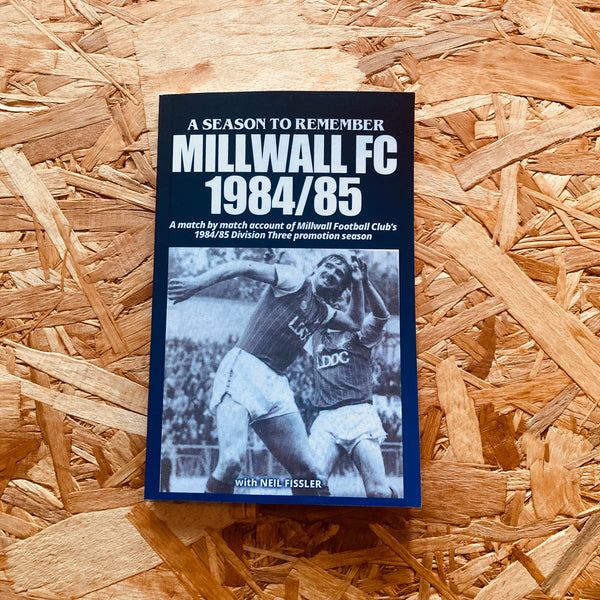 A SEASON TO REMEMBER
MILLWALL FC
1984/85
A match by match account of Millwall Football Club's
1984/85 Division Three promotion season
LDDC
LDDC
with NEIL FISSLER